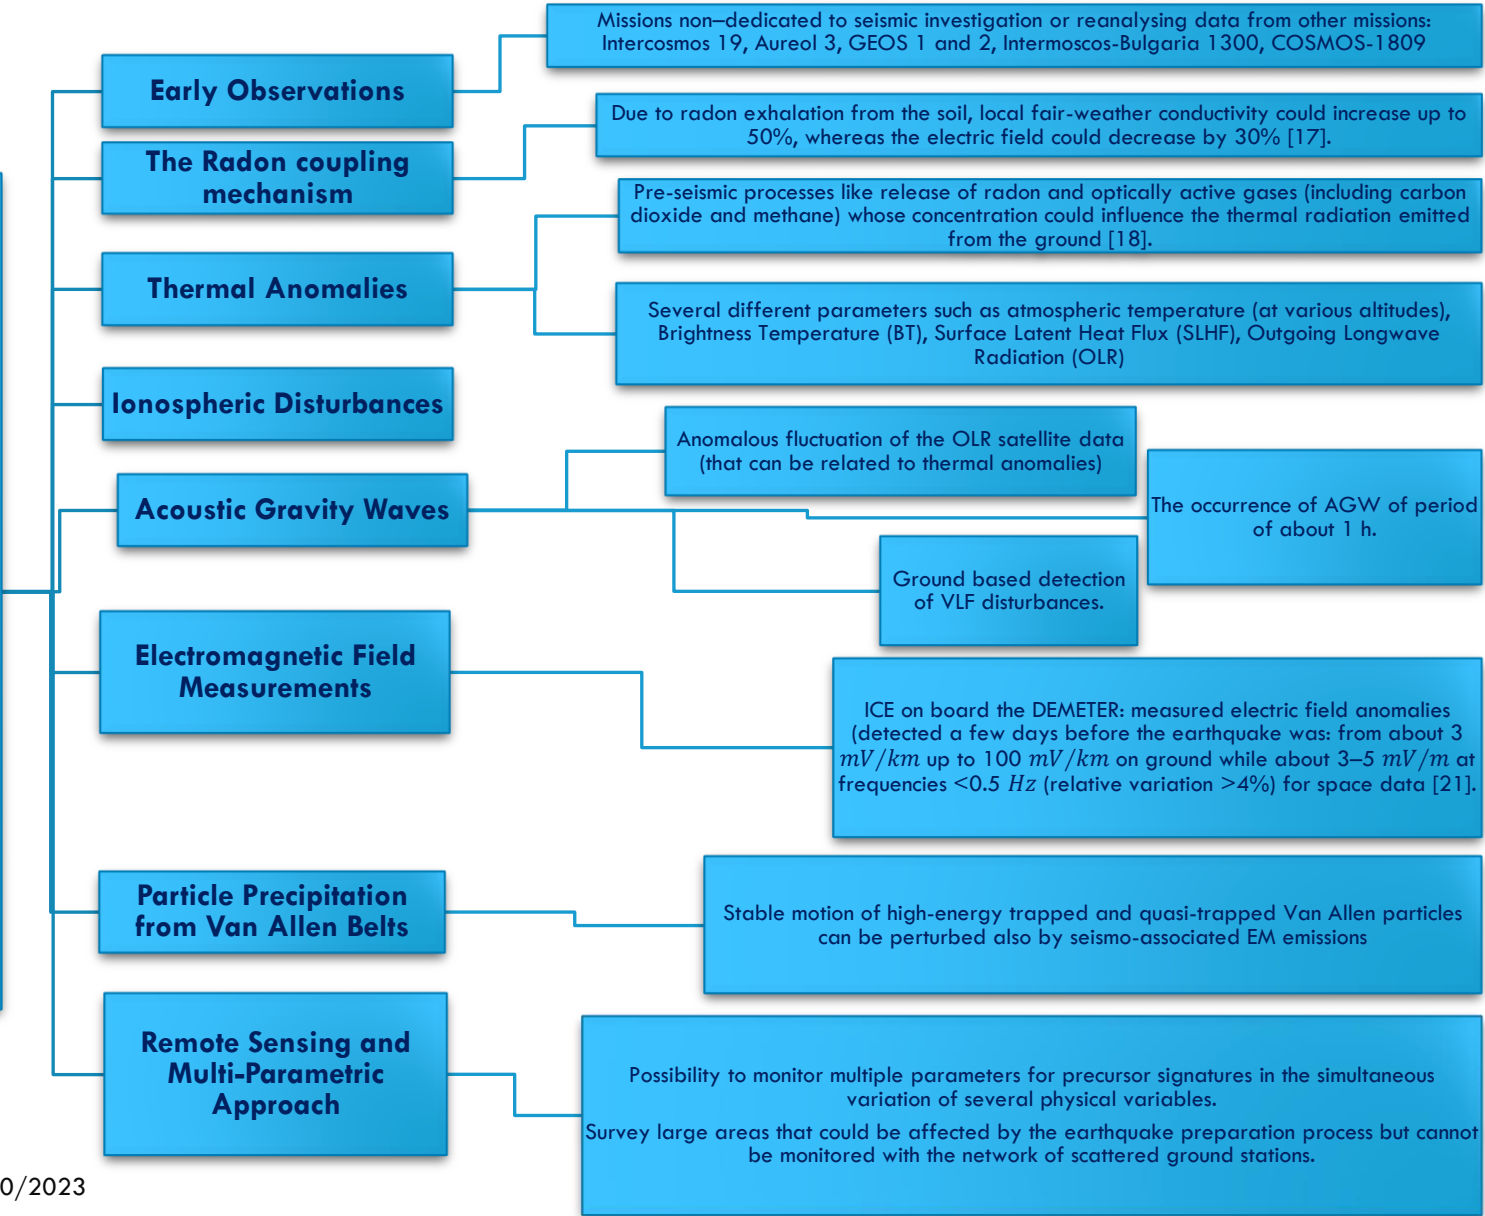 Missions non–dedicated to seismic investigation or reanalysing data from other missions:
Intercosmos 19, Aureol 3, GEOS 1 and 2, Intermoscos-Bulgaria 1300, COSMOS-1809
Early Observations
Due to radon exhalation from the soil, local fair-weather conductivity could increase up to
50%, whereas the electric field could decrease by 30% [17].
The Radon coupling
mechanism
Pre-seismic processes like release of radon and optically active gases (including carbon
dioxide and methane) whose concentration could influence the thermal radiation emitted
from the ground [18].
Thermal Anomalies
Several different parameters such as atmospheric temperature (at various altitudes),
Brightness Temperature (BT), Surface Latent Heat Flux (SLHF), Outgoing Longwave
Radiation (OLR)
Ionospheric Disturbances
Anomalous fluctuation of the OLR satellite data
(that can be related to thermal anomalies)
Acoustic Gravity Waves
The occurrence of AGW of period
of about 1 h.
Ground based detection
of VLF disturbances.
Electromagnetic Field
Measurements
ICE on board the DEMETER: measured electric field anomalies
(detected a few days before the earthquake was: from about 3
mV/km up to 100 mV/km on ground while about 3–5 mV/m at
frequencies <0.5 Hz (relative variation >4%) for space data [21].
Particle Precipitation
from Van Allen Belts
Stable motion of high-energy trapped and quasi-trapped Van Allen particles
can be perturbed also by seismo-associated EM emissions
Remote Sensing and
Multi-Parametric
Approach
Possibility to monitor multiple parameters for precursor signatures in the simultaneous
variation of several physical variables.
Survey large areas that could be affected by the earthquake preparation process but cannot
be monitored with the network of scattered ground stations.
0/2023